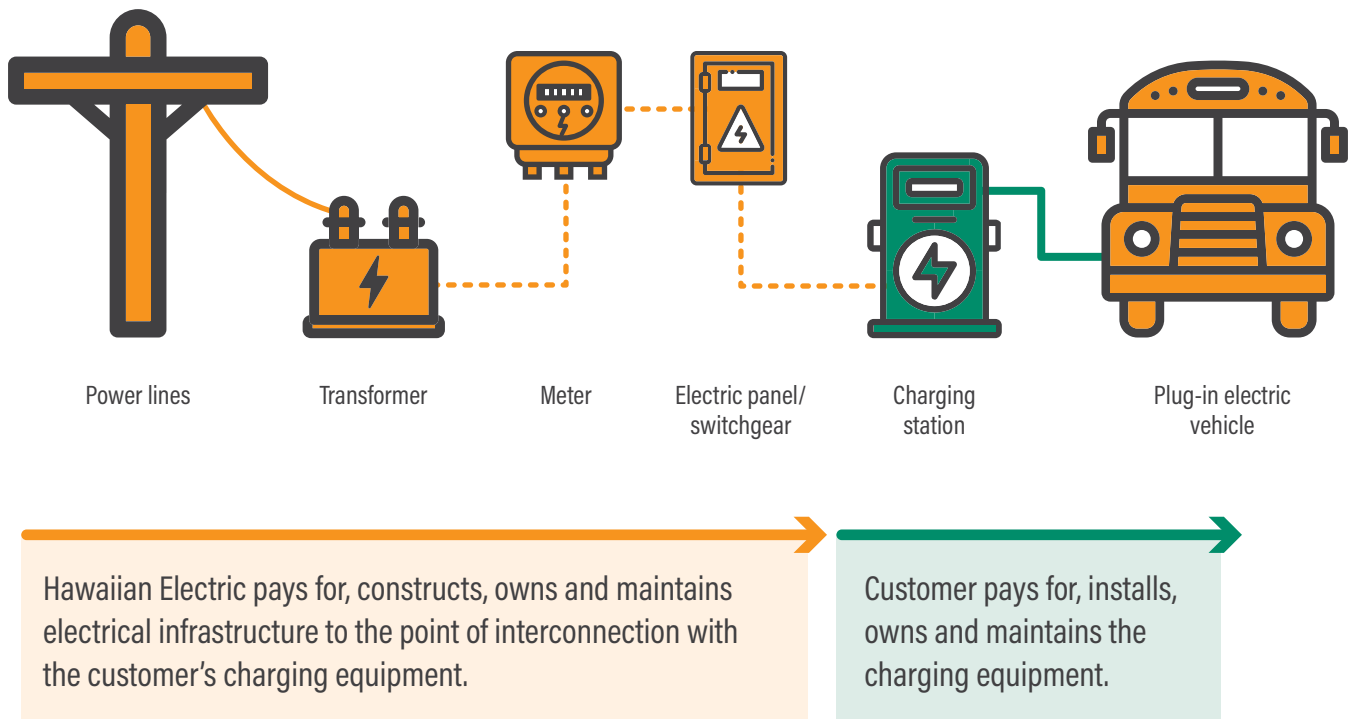 Power lines
Transformer
Meter
Electric panel/
switchgear
Charging
station
Plug-in electric
vehicle
Hawaiian Electric pays for, constructs, owns and maintains
electrical infrastructure to the point of interconnection with
the customer’s charging equipment.
Customer pays for, installs,
owns and maintains the
charging equipment.